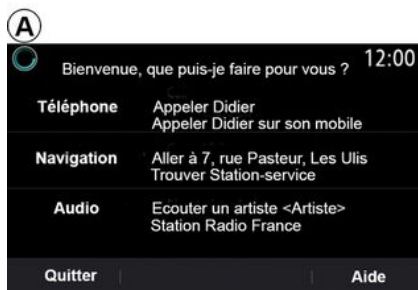 A
12:00
Bienvenue, que puis-je faire pour vous ?
Téléphone
Appeler Didier
Appeler Didier sur son mobile
Navigation
Aller à 7, rue Pasteur, Les Ulis
Trouver Station-service
Audio
Ecouter un artiste <Artiste>
Station Radio France
Quitter
Aide